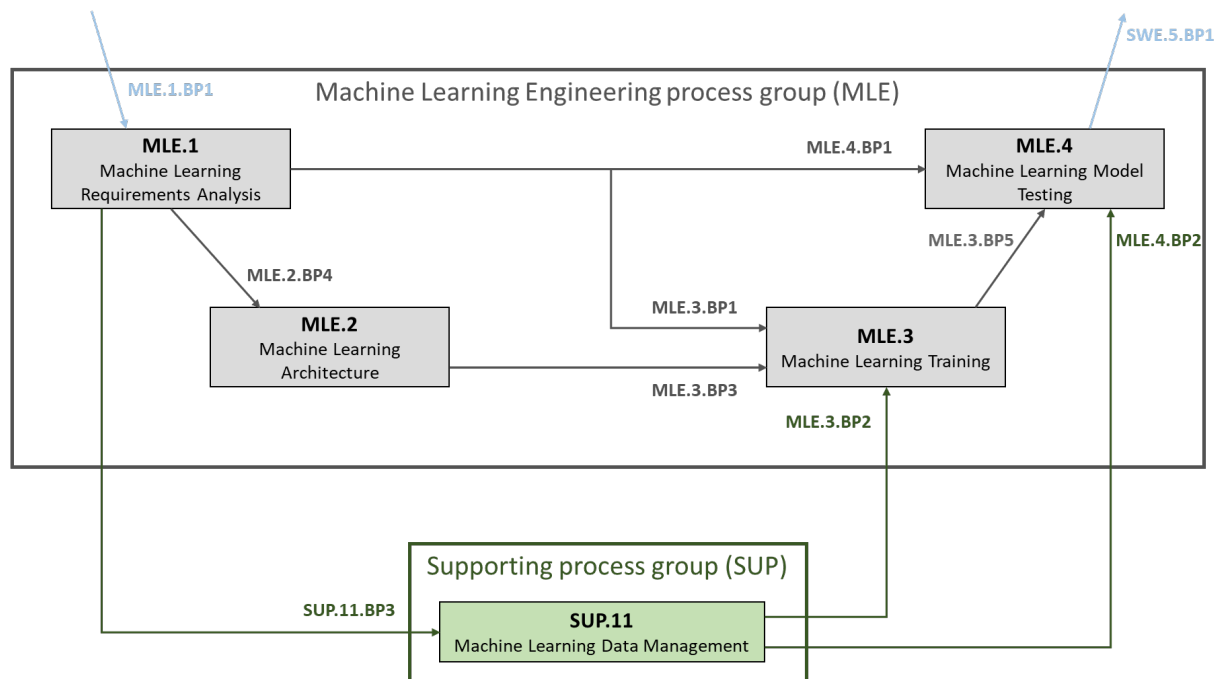 SWE.5.BP1
MLE.1.BP1
Machine Learning Engineering process group (MLE)
MLE.1
Machine Learning
Requirements Analysis
MLE.4.BP1
MLE.4
Machine Learning Model
Testing
MLE.3.BP5
MLE.4.BP2
MLE.2.BP4
MLE.2
Machine Learning
Architecture
MLE.3.BP1
MLE.3
Machine Learning Training
MLE.3.BP3
MLE.3.BP2
Supporting process group (SUP)
SUP.11.BP3
SUP.11
Machine Learning Data Management